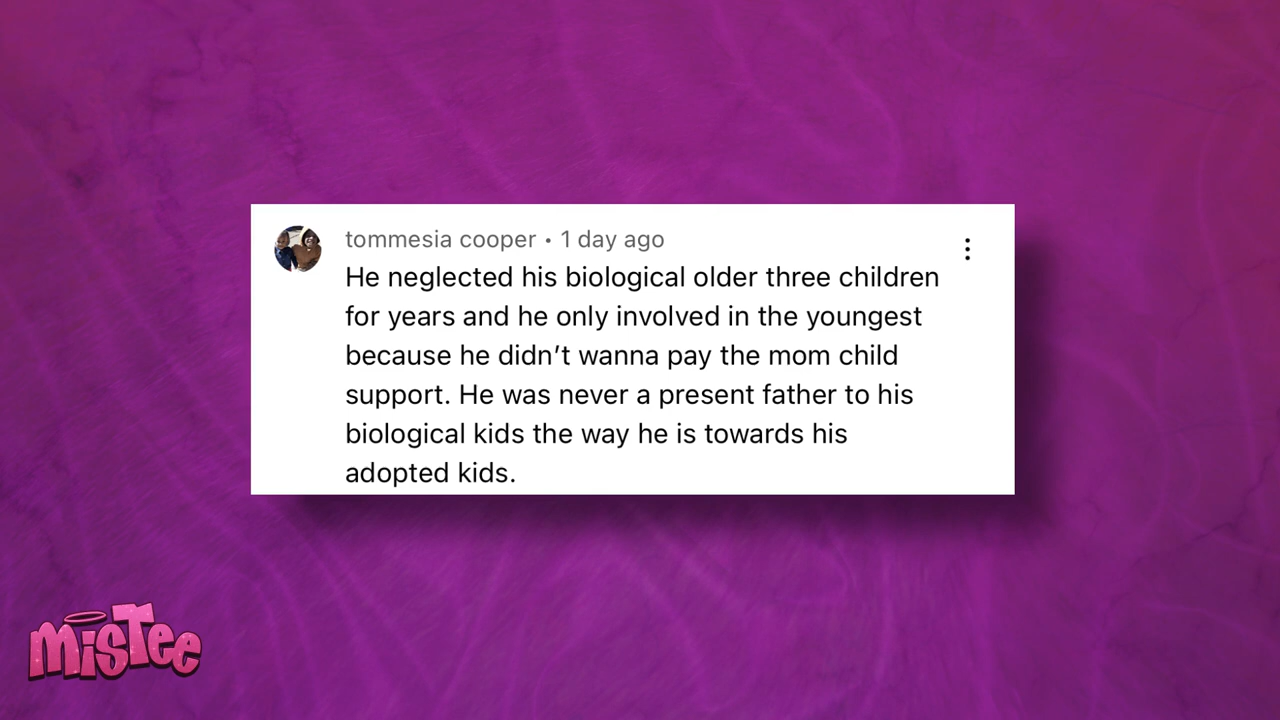 tommesia cooper • 1 day ago
He neglected his biological older three children
for years and he only involved in the youngest
because he didn’t wanna pay the mom child
support. He was never a present father to his
biological kids the way he is towards his
adopted kids.
MisTee